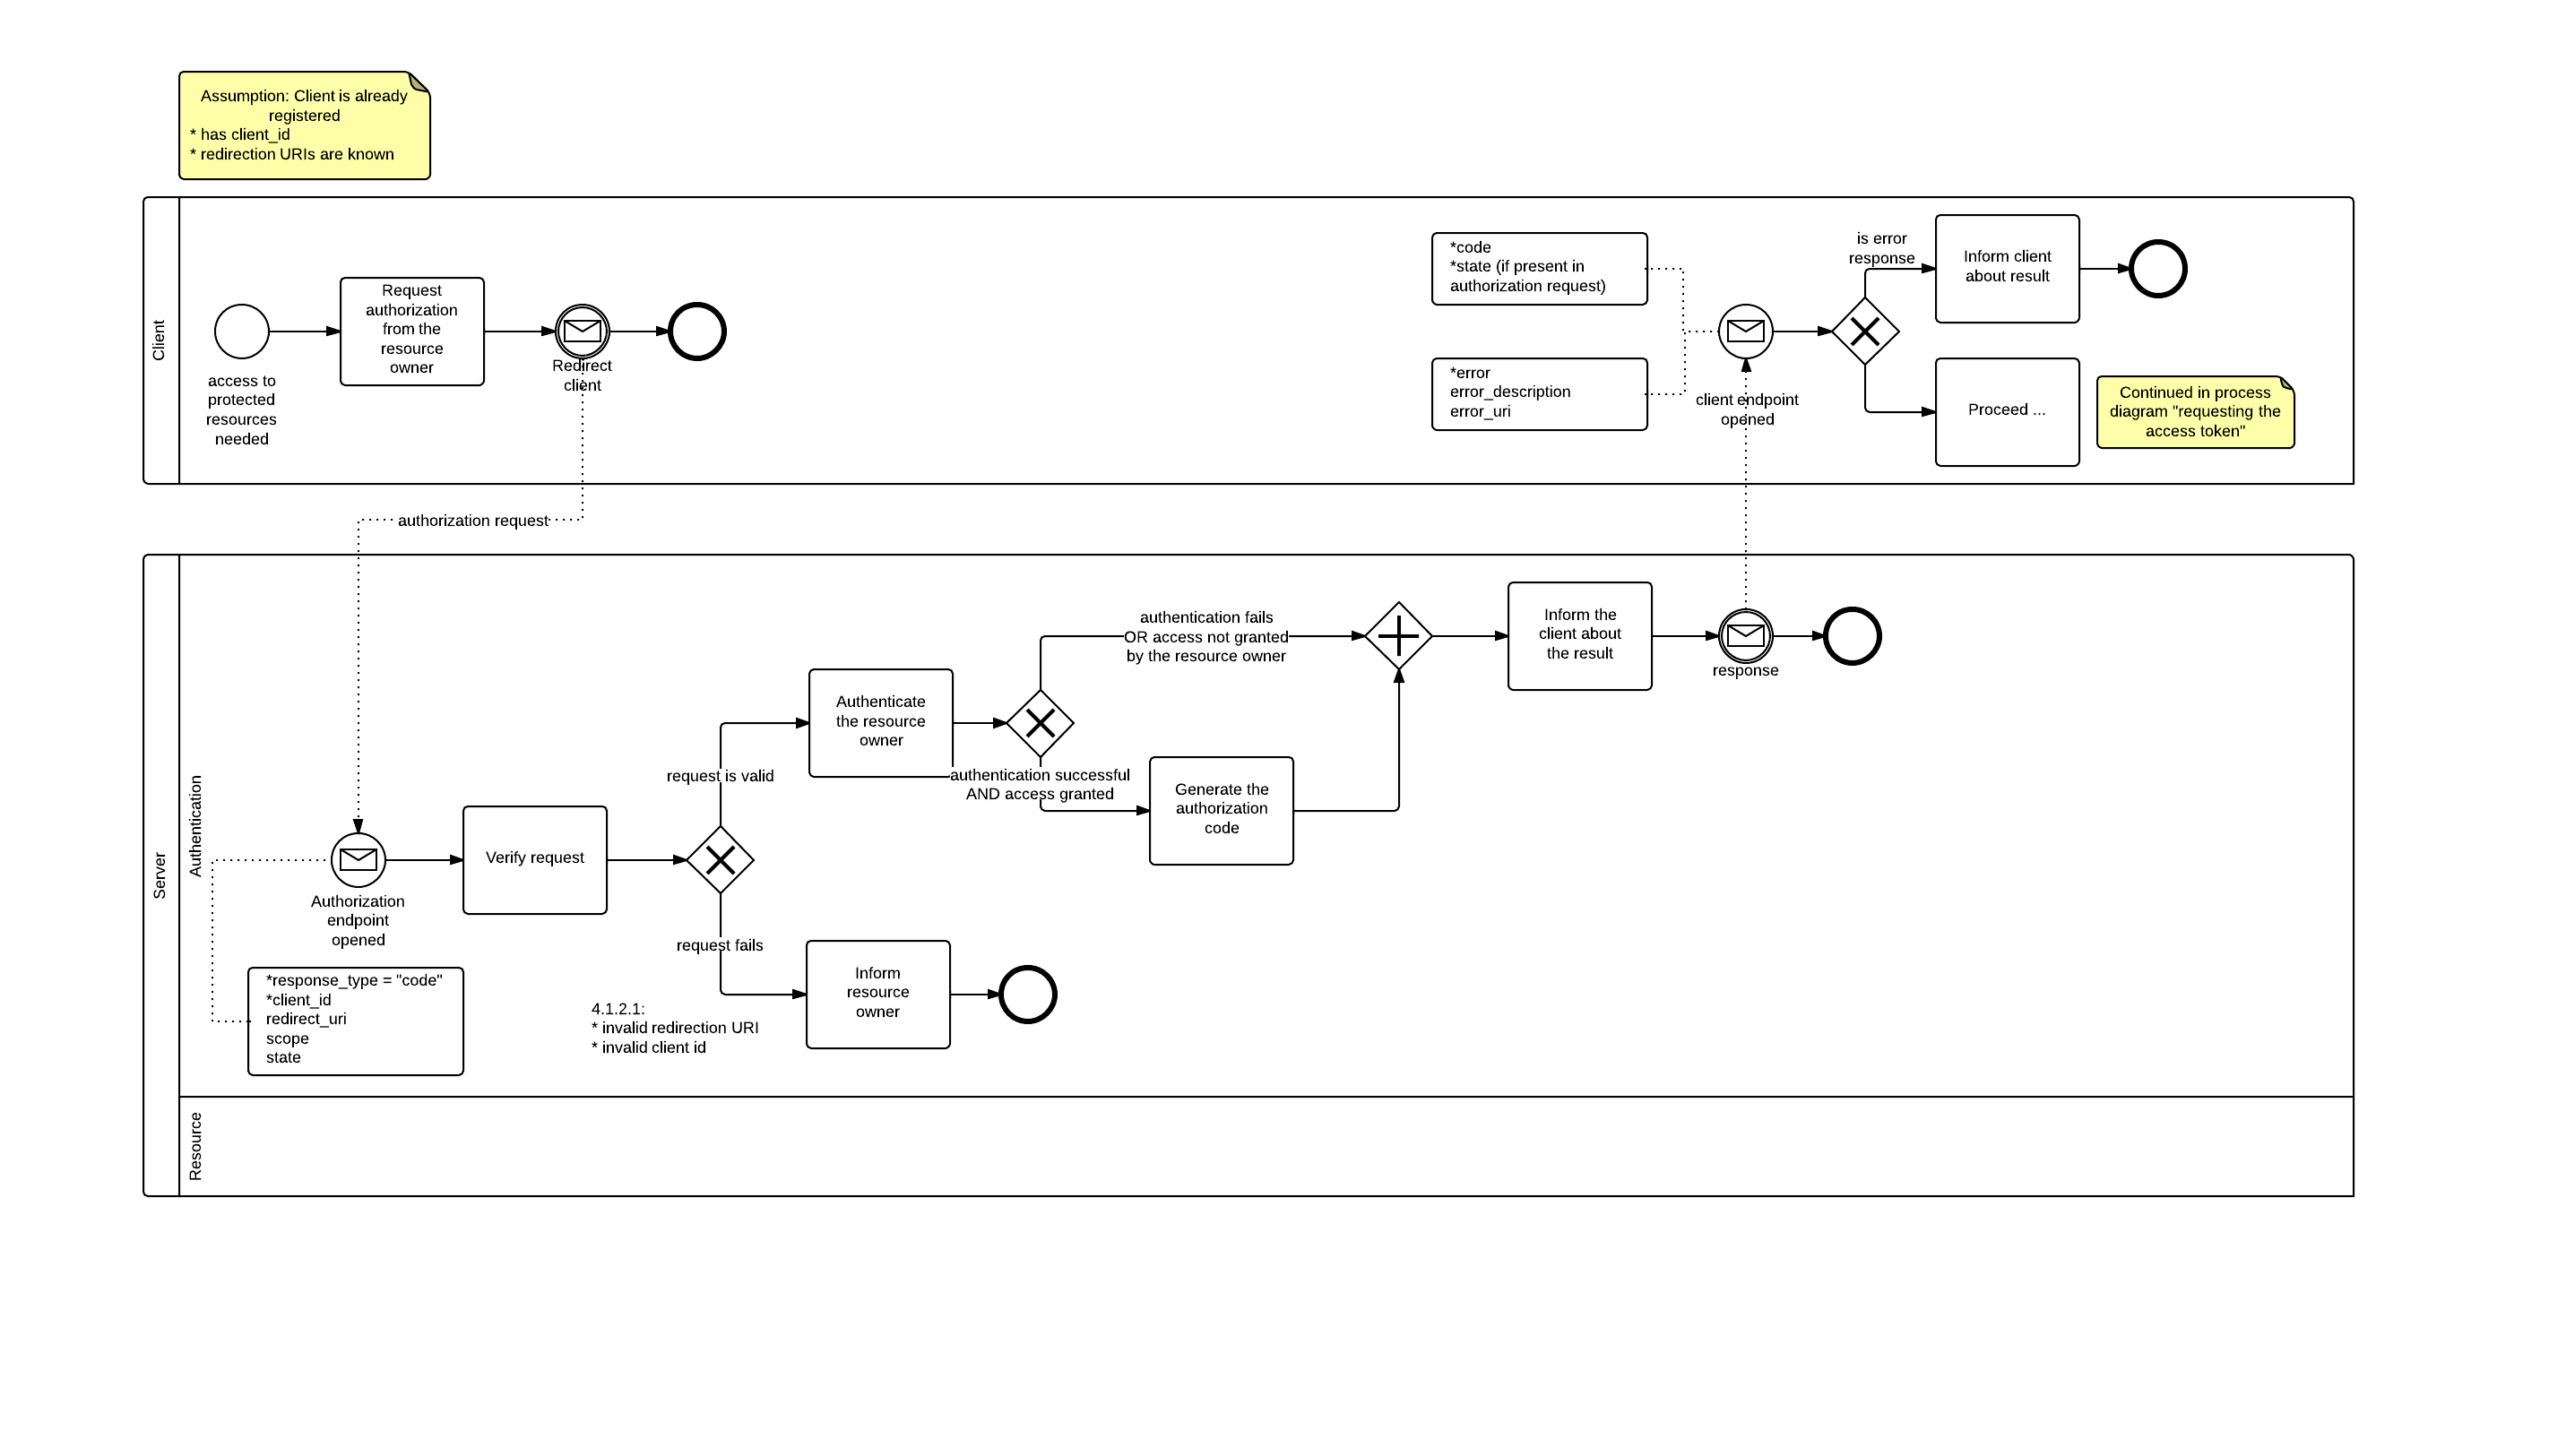 Assumption: Client is already
registered
* has client_id
* redirection URIs are known
Client
access to
protected
resources
needed
Request
authorization
from the
resource
owner
Redirect
client
*code
*state (if present in
authorization request)
*error
error_description
error_uri
client endpoint
opened
is error
response
Inform client
about result
Proceed ...
Continued in process
diagram "requesting the
access token"
authorization request
Server
Authentication
Authorization
endpoint
opened
*response_type = "code"
*client_id
redirect_uri
scope
state
Verify request
request is valid
request fails
4.1.2.1:
* invalid redirection URI
* invalid client id
Inform
resource
owner
Authenticate
the resource
owner
authentication fails
OR access not granted
by the resource owner
authentication successful
AND access granted
Generate the
authorization
code
Inform the
client about
the result
response
Resource